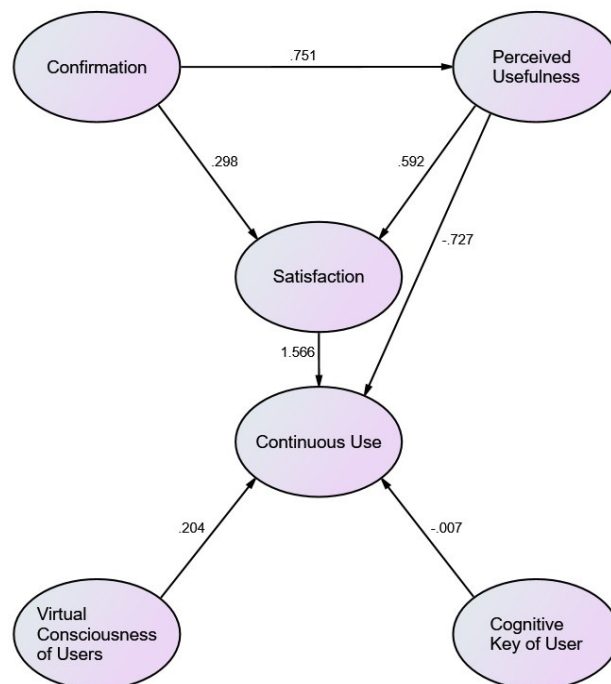 Confirmation
.751
Perceived
Usefulness
.298
.592
-.727
Satisfaction
1.566
Continuous Use
.204
-.007
Virtual
Consciousness
of Users
Cognitive
Key of User